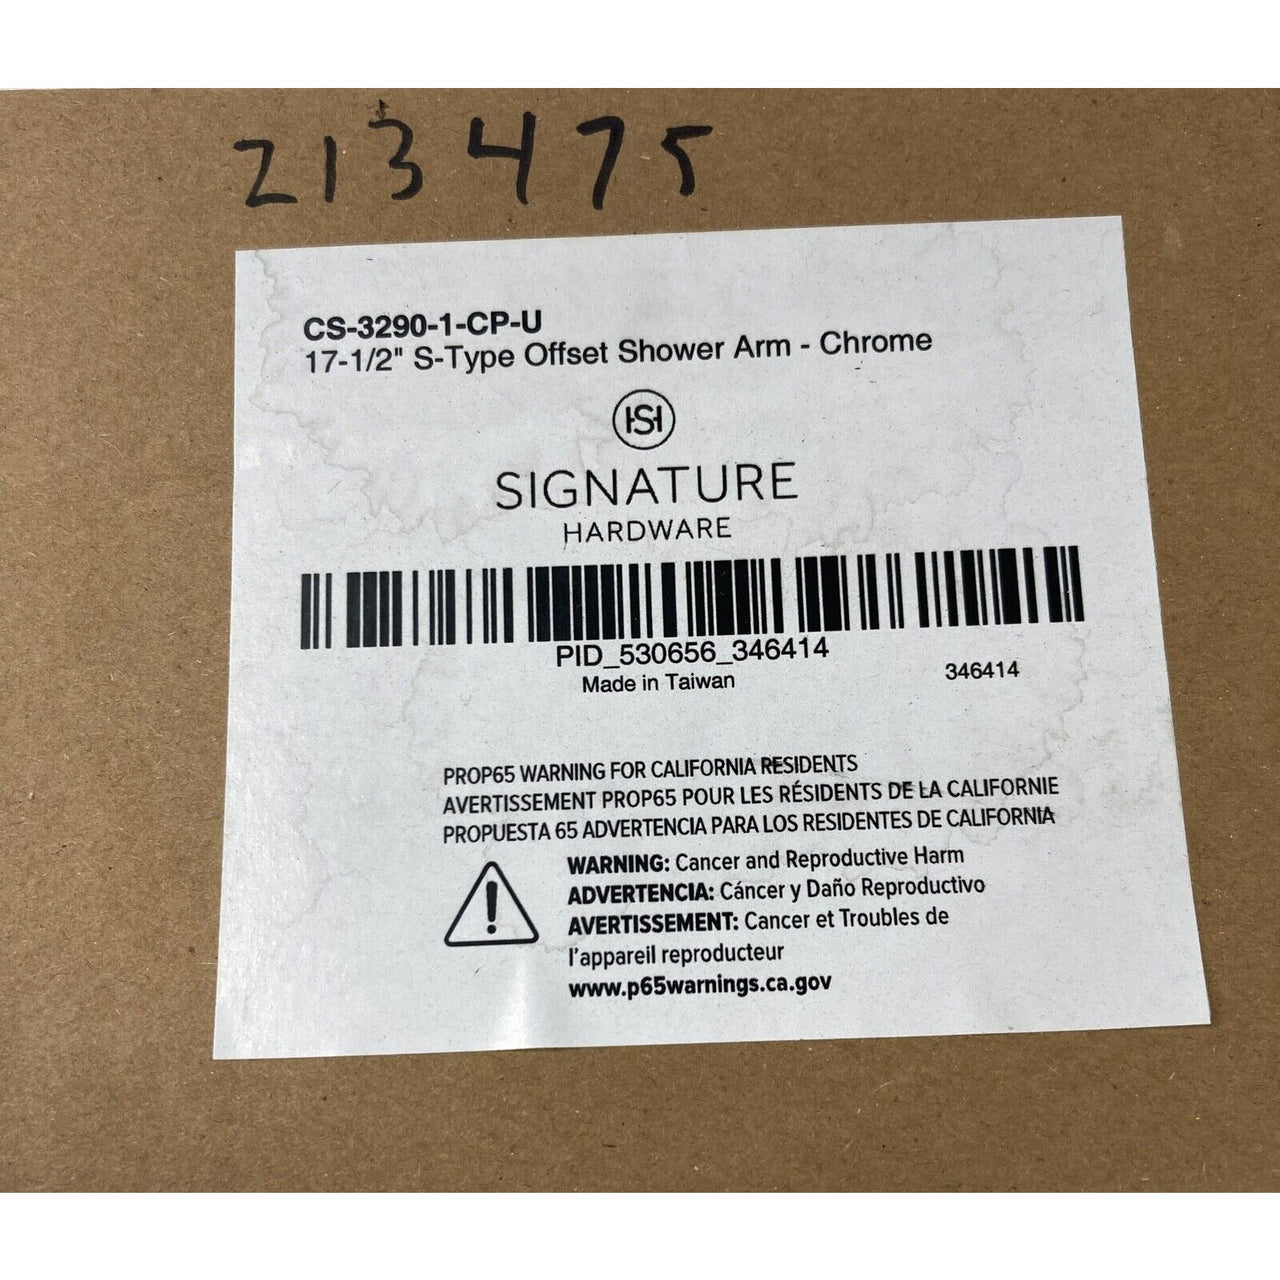 213475
CS-3290-1-CP-U
17-1/2" S-Type Offset Shower Arm - Chrome
SH
SIGNATURE
HARDWARE
PID_530656_346414
Made in Taiwan
346414
PROP65 WARNING FOR CALIFORNIA RESIDENTS
AVERTISSEMENT PROP65 POUR LES RÉSIDENTS DE LA CALIFORNIE
PROPUESTA 65 ADVERTENCIA PARA LOS RESIDENTES DE CALIFORNIA
WARNING: Cancer and Reproductive Harm
ADVERTENCIA: Cáncer y Daño Reproductivo
AVERTISSEMENT: Cancer et Troubles de
l'appareil reproducteur
www.p65warnings.ca.gov